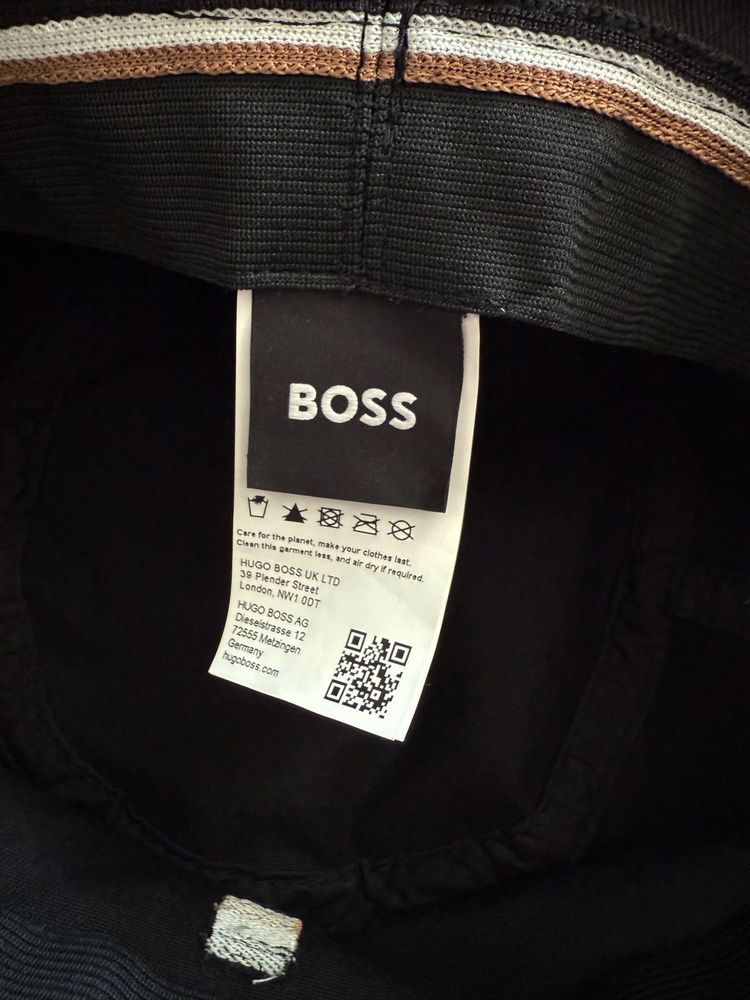 BOSS
Care for the planet, make your clothes last.
Clean this garment less, and air dry if required.
HUGO BOSS UK LTD
39 Plender Street
London, NW1 0DT
HUGO BOSS AG
Dieselstrasse 12
72555 Metzingen
Germany
hugoboss.com